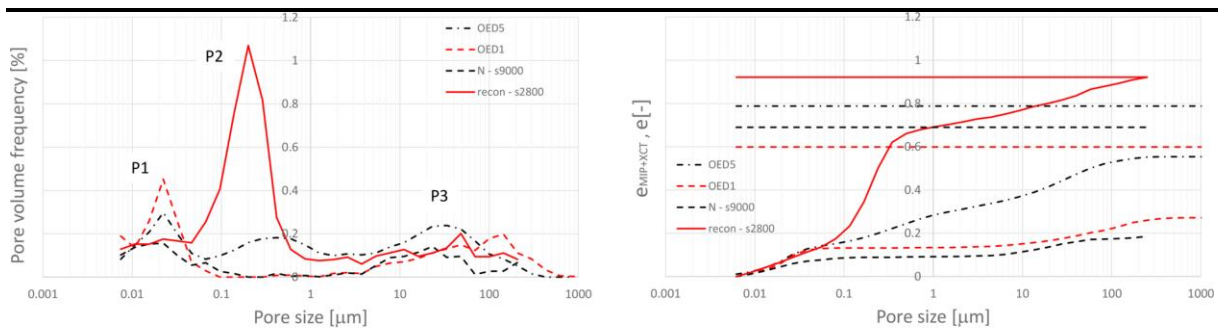 Pore volume frequency [%]
1.2
1
0.8
0.6
0.4
0.2
0
0.001
0.01
0.1
1
10
100
1000
Pore size [µm]
P1
P2
P3
OED5
OED1
N - s9000
recon - s2800
eMIP+XCT , e[-]
1.2
1
0.8
0.6
0.4
0.2
0
0.001
0.01
0.1
1
10
100
1000
Pore size [µm]
OED5
OED1
N - s9000
recon - s2800